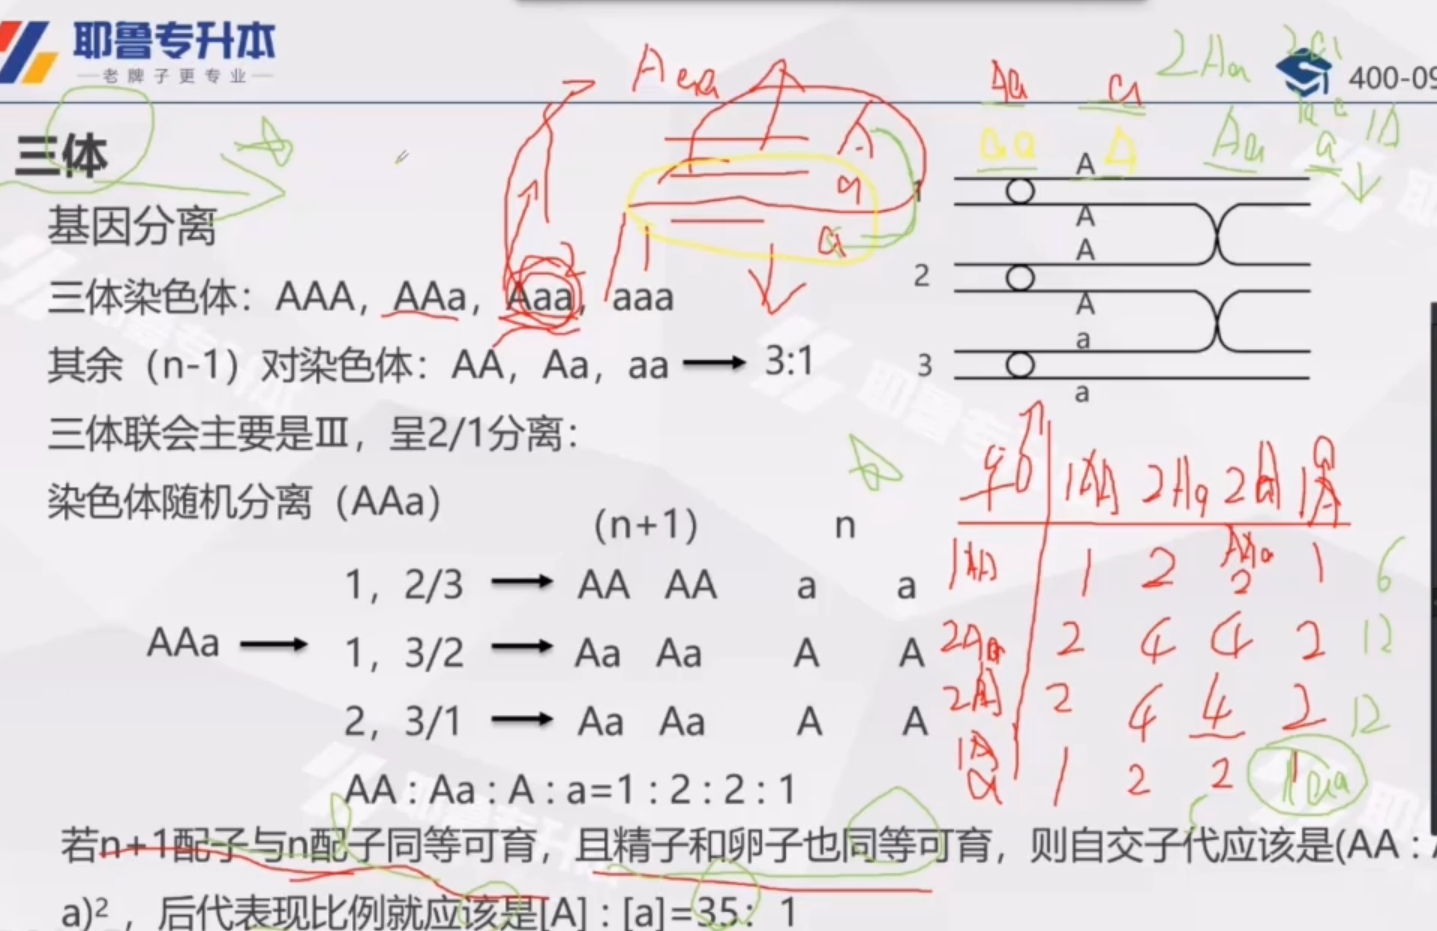 耶鲁专升本
老牌子更专业
400-09
三体
基因分离
三体染色体：AAA，AAa，Aaa，aaa
其余（n-1）对染色体：AA，Aa，aa → 3:1
三体联会主要是Ⅲ，呈2/1分离：
染色体随机分离（AAa）
(n+1) n
1，2/3 → AA AA a a
AAa → 1，3/2 → Aa Aa A A
2，3/1 → Aa Aa A A
AA : Aa : A : a=1 : 2 : 2 : 1
若n+1配子与n配子同等可育，且精子和卵子也同等可育，则自交子代应该是(AA :
a)²，后代表现比例就应该是[A] : [a]=35：1
Aaa
A
a
a
Aa a
aa A
2Aa
Aa a 1A
1 A
A
2 A
A
3 a
a
♀♂ 1AA 2Aa 2A 1a
1AA 1 2 2 1 6
2Aa 2 4 4 2 12
2A 2 4 4 2 12
1a 1 2 2 1aa